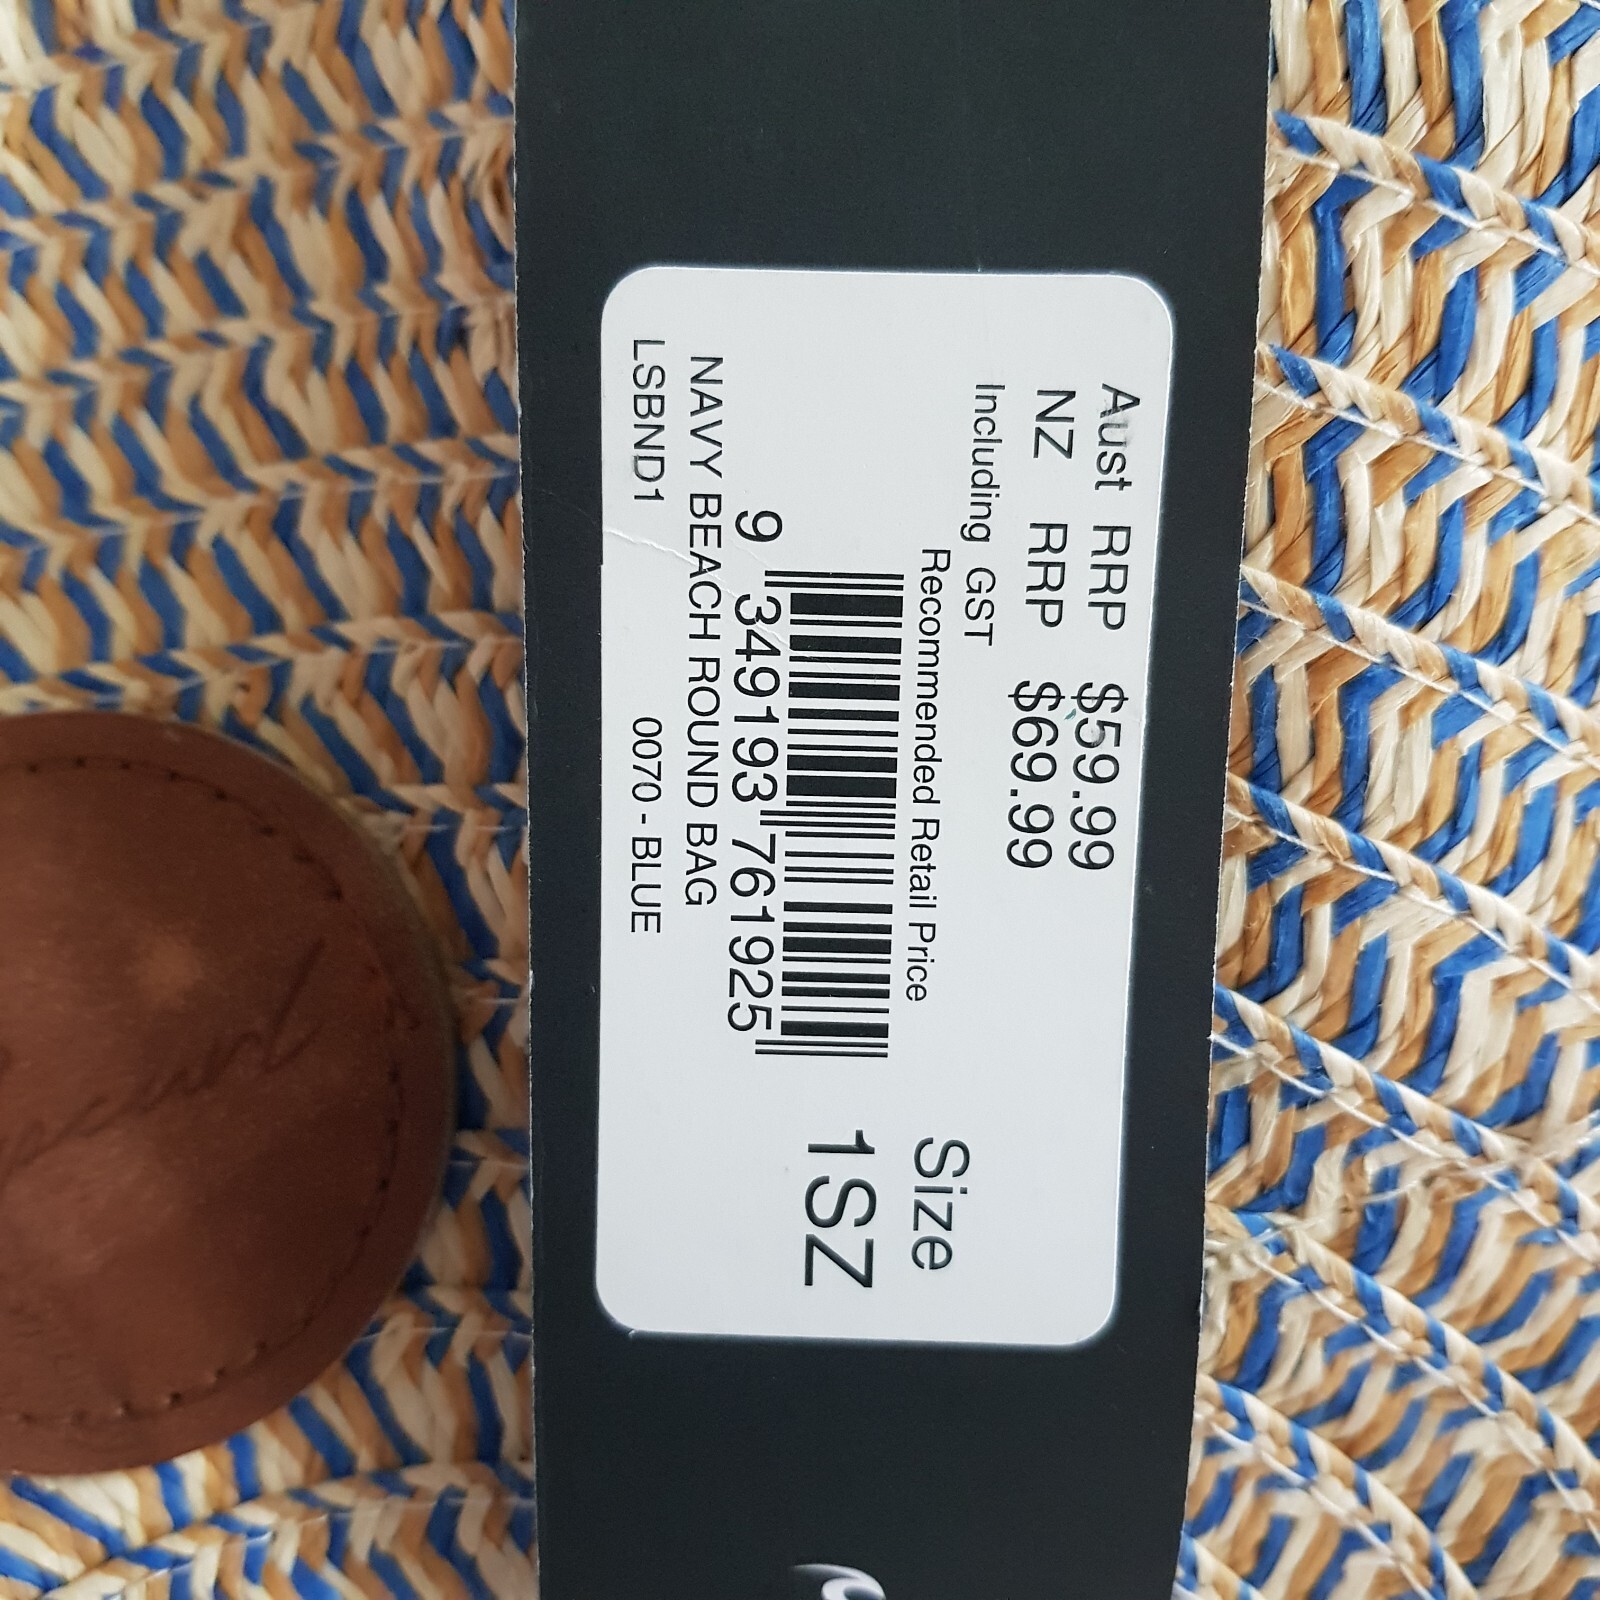 Aust RRP $59.99
NZ RRP $69.99
Including GST
Recommended Retail Price
Size
1SZ
9 349193 761925
NAVY BEACH ROUND BAG
LSBND1 0070 - BLUE